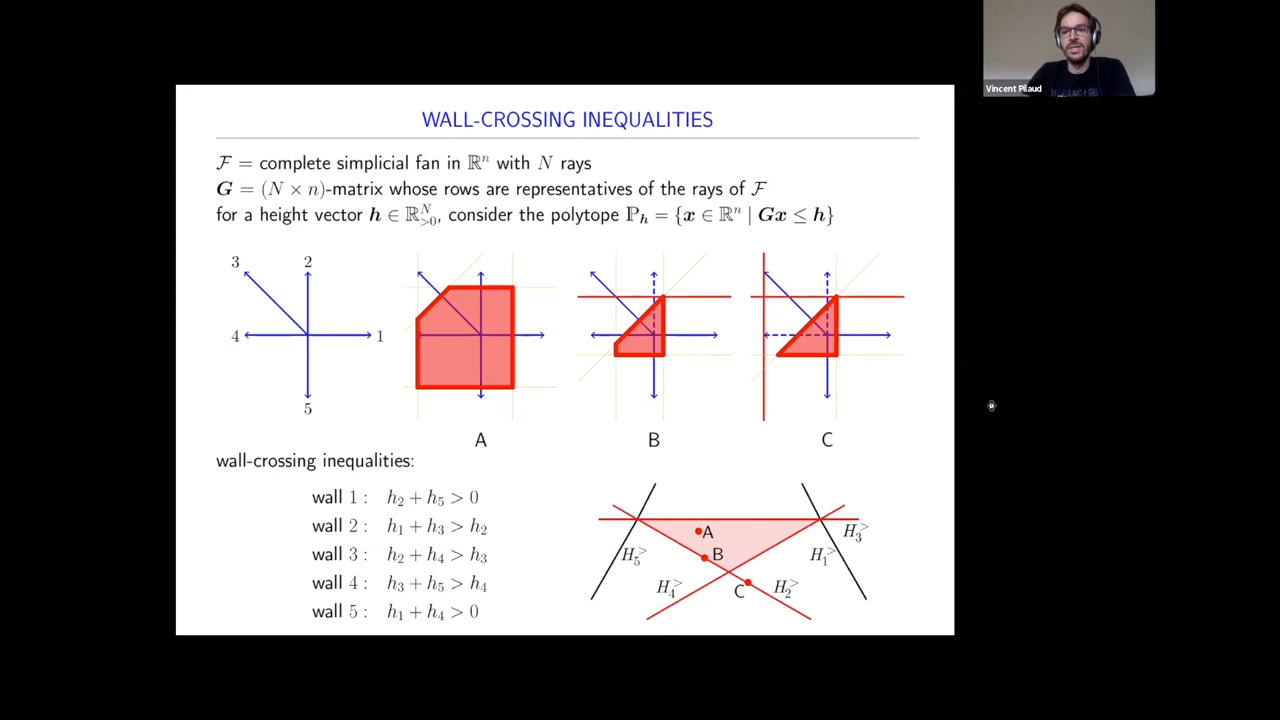 Vincent Pilaud
WALL-CROSSING INEQUALITIES
ℱ = complete simplicial fan in ℝⁿ with N rays
G = (N × n)-matrix whose rows are representatives of the rays of ℱ
for a height vector h ∈ ℝ^N_{>0}, consider the polytope ℙ_h = {x ∈ ℝⁿ | Gx ≤ h}
3 2
4 1
5
A B C
wall-crossing inequalities:
wall 1 : h₂ + h₅ > 0
wall 2 : h₁ + h₃ > h₂
wall 3 : h₂ + h₄ > h₃
wall 4 : h₃ + h₅ > h₄
wall 5 : h₁ + h₄ > 0
A H₃^>
H₅^> B H₁^>
H₄^> C H₂^>